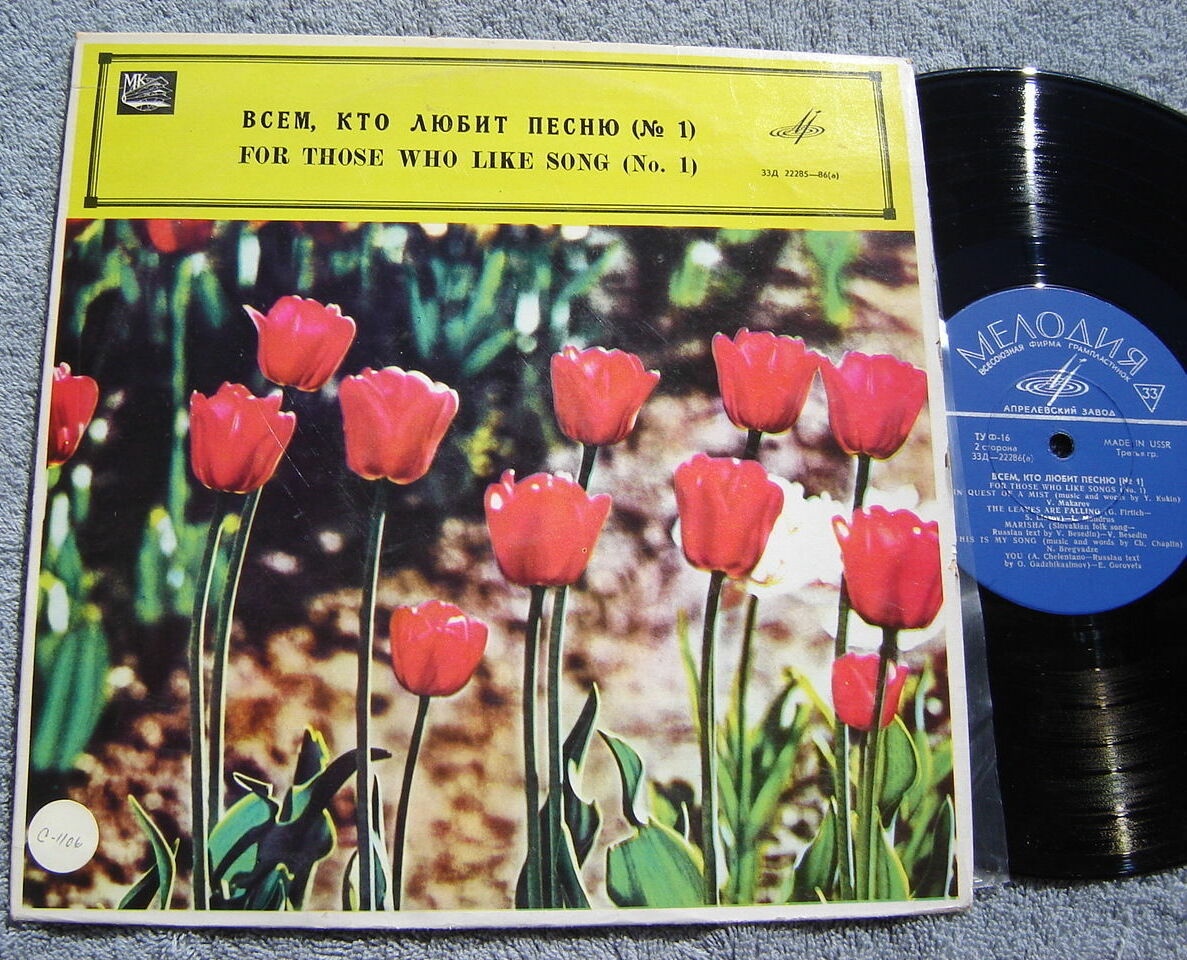 МК
ВСЕМ, КТО ЛЮБИТ ПЕСНЮ (№ 1)
FOR THOSE WHO LIKE SONG (No. 1)
33Д 22285—86(а)
С-1106
МЕЛОДИЯ
ВСЕСОЮЗНАЯ ФИРМА ГРАМПЛАСТИНОК
33
АПРЕЛЕВСКИЙ ЗАВОД
ТУ Ф-16
2 сторона
33Д—22286(а)
MADE IN USSR
Третья гр.
ВСЕМ, КТО ЛЮБИТ ПЕСНЮ [№ 1]
FOR THOSE WHO LIKE SONGS (No. 1)
IN QUEST OF A MIST (music and words by Y. Kukin)
V. Makarov
THE LEAVES ARE FALLING (G. Firtich—
S.
MARISHA (Slovakian folk song—
Russian text by V. Besedin)—V. Besedin
THIS IS MY SONG (music and words by Ch. Chaplin)
N. Bregvadze
YOU (A. Chelentano—Russian text
by O. Gadzhikasimov)—E. Gorovets